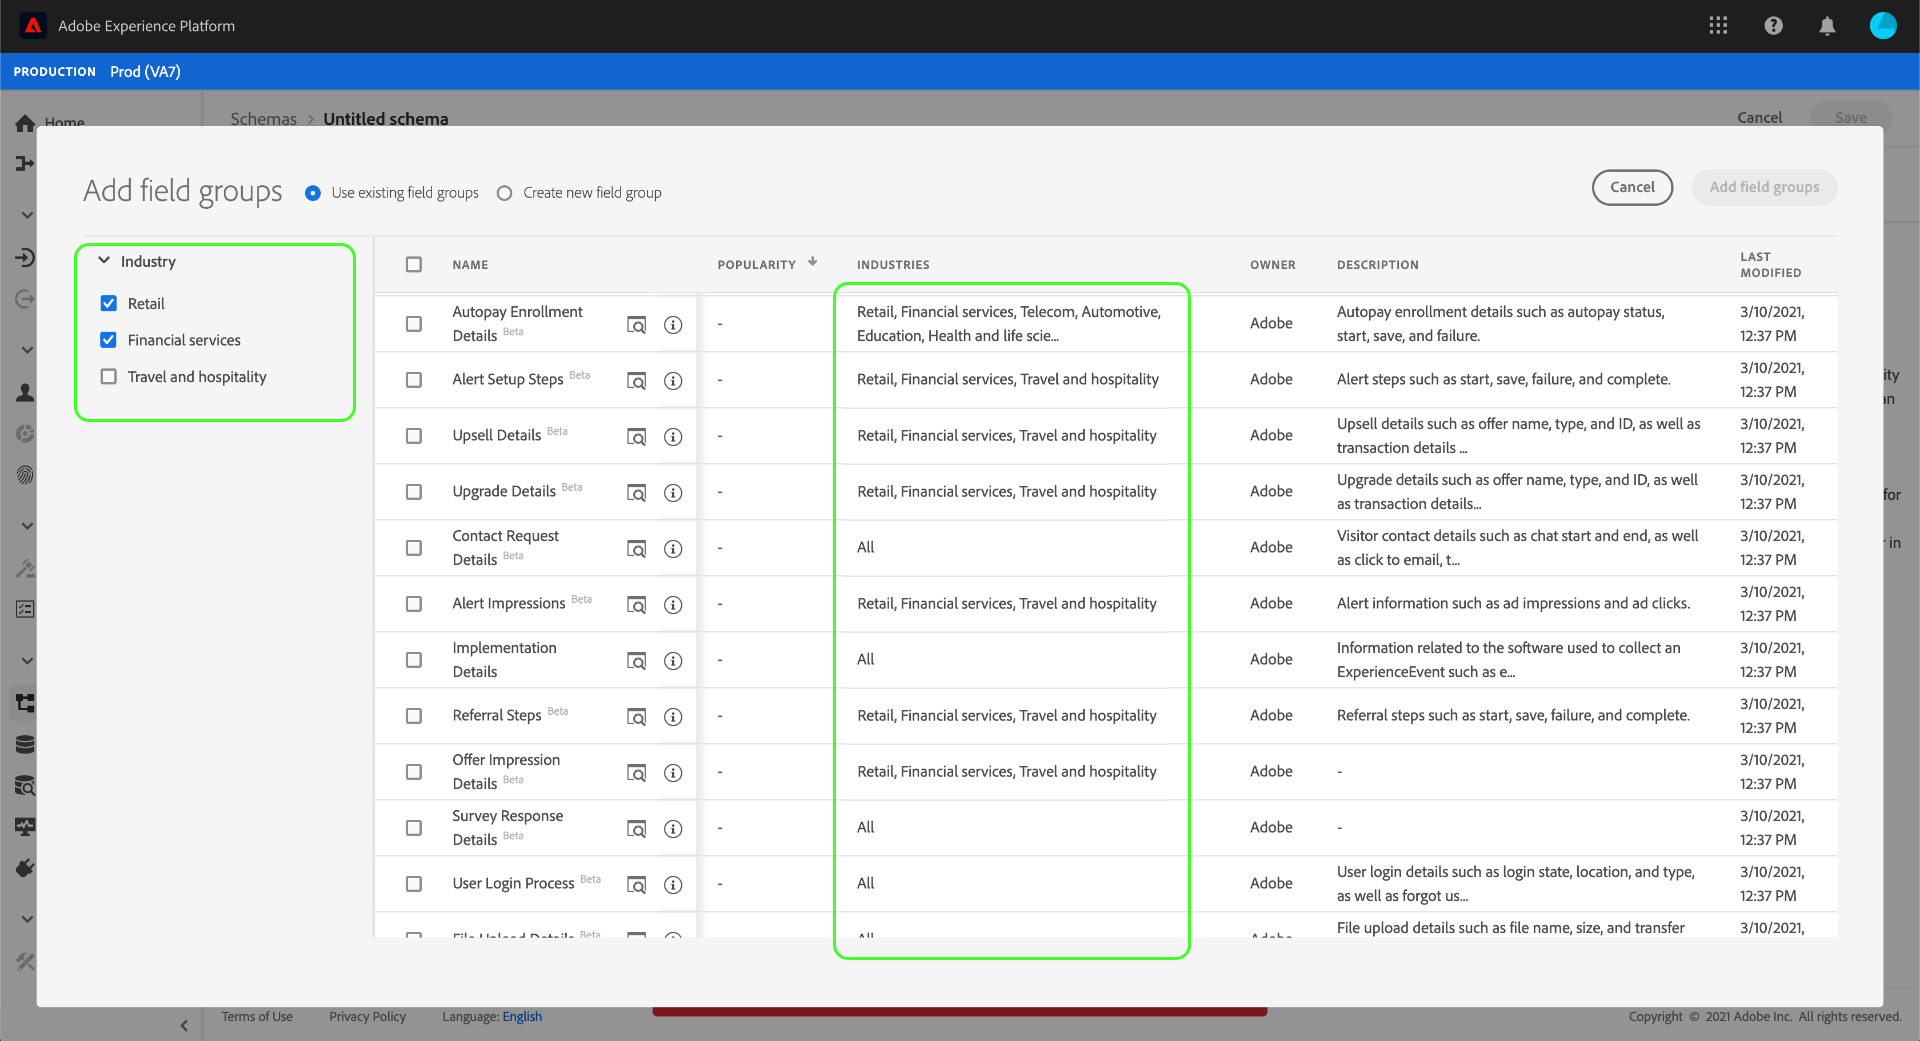 Adobe Experience Platform
PRODUCTION Prod (VA7)
Home
Schemas > Untitled schema
Cancel
Save
Add field groups
Use existing field groups
Create new field group
Cancel
Add field groups
Industry
Retail
Financial services
Travel and hospitality
NAME POPULARITY INDUSTRIES OWNER DESCRIPTION LAST
MODIFIED
Autopay Enrollment
Details Beta
-
Retail, Financial services, Telecom, Automotive,
Education, Health and life scie...
Adobe
Autopay enrollment details such as autopay status,
start, save, and failure.
3/10/2021,
12:37 PM
Alert Setup Steps Beta
-
Retail, Financial services, Travel and hospitality
Adobe
Alert steps such as start, save, failure, and complete.
3/10/2021,
12:37 PM
Upsell Details Beta
-
Retail, Financial services, Travel and hospitality
Adobe
Upsell details such as offer name, type, and ID, as well as
transaction details ...
3/10/2021,
12:37 PM
Upgrade Details Beta
-
Retail, Financial services, Travel and hospitality
Adobe
Upgrade details such as offer name, type, and ID, as well
as transaction details...
3/10/2021,
12:37 PM
Contact Request
Details Beta
-
All
Adobe
Visitor contact details such as chat start and end, as well
as click to email, t...
3/10/2021,
12:37 PM
Alert Impressions Beta
-
Retail, Financial services, Travel and hospitality
Adobe
Alert information such as ad impressions and ad clicks.
3/10/2021,
12:37 PM
Implementation
Details
-
All
Adobe
Information related to the software used to collect an
ExperienceEvent such as e...
3/10/2021,
12:37 PM
Referral Steps Beta
-
Retail, Financial services, Travel and hospitality
Adobe
Referral steps such as start, save, failure, and complete.
3/10/2021,
12:37 PM
Offer Impression
Details Beta
-
Retail, Financial services, Travel and hospitality
Adobe
-
3/10/2021,
12:37 PM
Survey Response
Details Beta
-
All
Adobe
-
3/10/2021,
12:37 PM
User Login Process Beta
-
All
Adobe
User login details such as login state, location, and type,
as well as forgot us...
3/10/2021,
12:37 PM
File Upload Details Beta
All
Adobe
File upload details such as file name, size, and transfer
3/10/2021,
for
in
Terms of Use
Privacy Policy
Language: English
Copyright © 2021 Adobe Inc. All rights reserved.